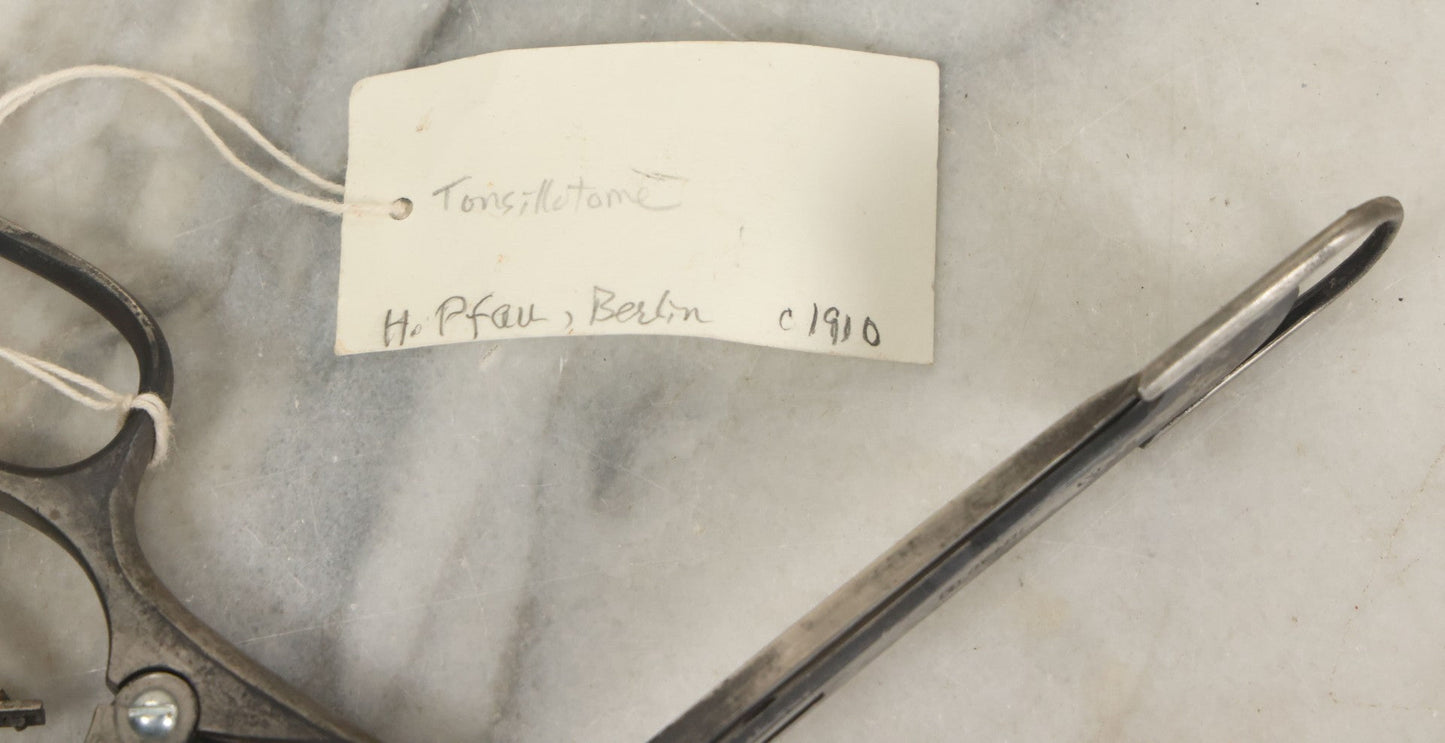 Tonsillotome
H. Pfau, Berlin c1910